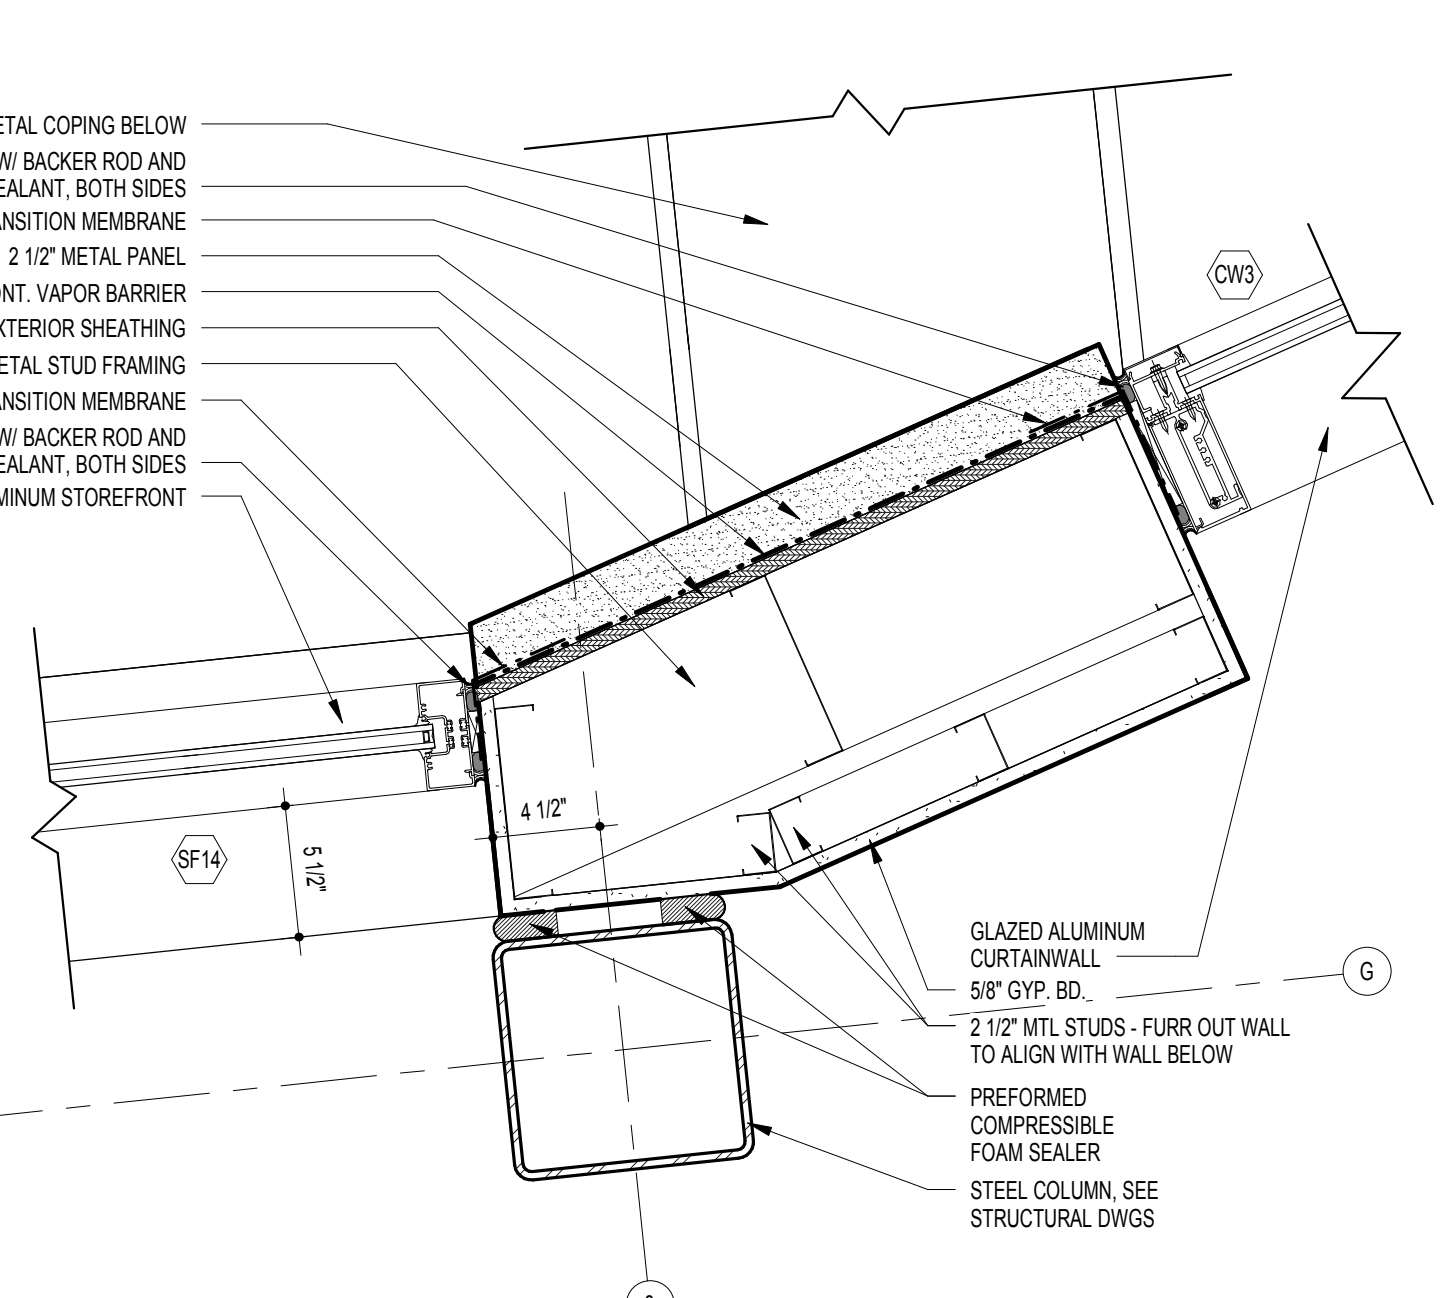 ETAL COPING BELOW
W/ BACKER ROD AND
EALANT, BOTH SIDES
ANSITION MEMBRANE
2 1/2" METAL PANEL
ONT. VAPOR BARRIER
XTERIOR SHEATHING
ETAL STUD FRAMING
ANSITION MEMBRANE
W/ BACKER ROD AND
EALANT, BOTH SIDES
MINUM STOREFRONT
CW3
4 1/2"
SF14
5 1/2"
GLAZED ALUMINUM
CURTAINWALL
5/8" GYP. BD.
G
2 1/2" MTL STUDS - FURR OUT WALL
TO ALIGN WITH WALL BELOW
PREFORMED
COMPRESSIBLE
FOAM SEALER
STEEL COLUMN, SEE
STRUCTURAL DWGS